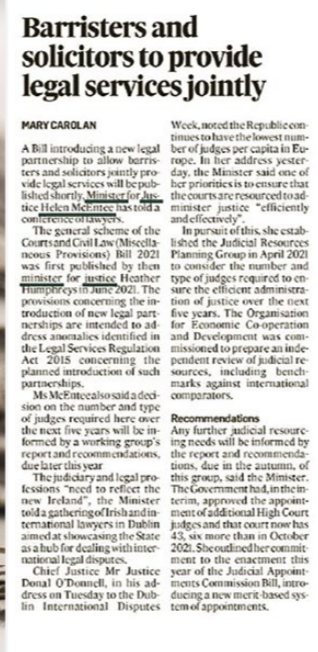 Barristers and
solicitors to provide
legal services jointly
MARY CAROLAN
A Bill introducing a new legal
partnership to allow barris-
ters and solicitors jointly pro-
vide legal services will be pub-
lished shortly, Minister for Jus-
tice Helen McEntee has told a
conference of lawyers.
The general scheme of the
Courts and Civil Law (Miscella-
neous Provisions) Bill 2021
was first published by then
minister for justice Heather
Humphreys in June 2021. The
provisions concerning the in-
troduction of new legal part-
nerships are intended to ad-
dress anomalies identified in
the Legal Services Regulation
Act 2015 concerning the
planned introduction of such
partnerships.
Ms McEntee also said a deci-
sion on the number and type
of judges required here over
the next five years will be in-
formed by a working group's
report and recommendations,
due later this year
The judiciary and legal pro-
fessions "need to reflect the
new Ireland", the Minister
told a gathering of Irish and in-
ternational lawyers in Dublin
aimed at showcasing the State
as a hub for dealing with inter-
national legal disputes.
Chief Justice Mr Justice
Donal O'Donnell, in his ad-
dress on Tuesday to the Dub-
lin International Disputes
Week, noted the Republic con-
tinues to have the lowest num-
ber of judges per capita in Eu-
rope. In her address yester-
day, the Minister said one of
her priorities is to ensure that
the courts are resourced to ad-
minister justice "efficiently
and effectively".
In pursuit of this, she estab-
lished the Judicial Resources
Planning Group in April 2021
to consider the number and
type of judges required to en-
sure the efficient administra-
tion of justice over the next
five years. The Organisation
for Economic Co-operation
and Development was com-
missioned to prepare an inde-
pendent review of judicial re-
sources, including bench-
marks against international
comparators.
Recommendations
Any further judicial resourc-
ing needs will be informed by
the report and recommenda-
tions, due in the autumn, of
this group, said the Minister.
The Government had, in the in-
terim, approved the appoint-
ment of additional High Court
judges and that court now has
43, six more than in October
2021. She outlined her commit-
ment to the enactment this
year of the Judicial Appoint-
ments Commission Bill, intro-
ducing a new merit-based sys-
tem of appointments.